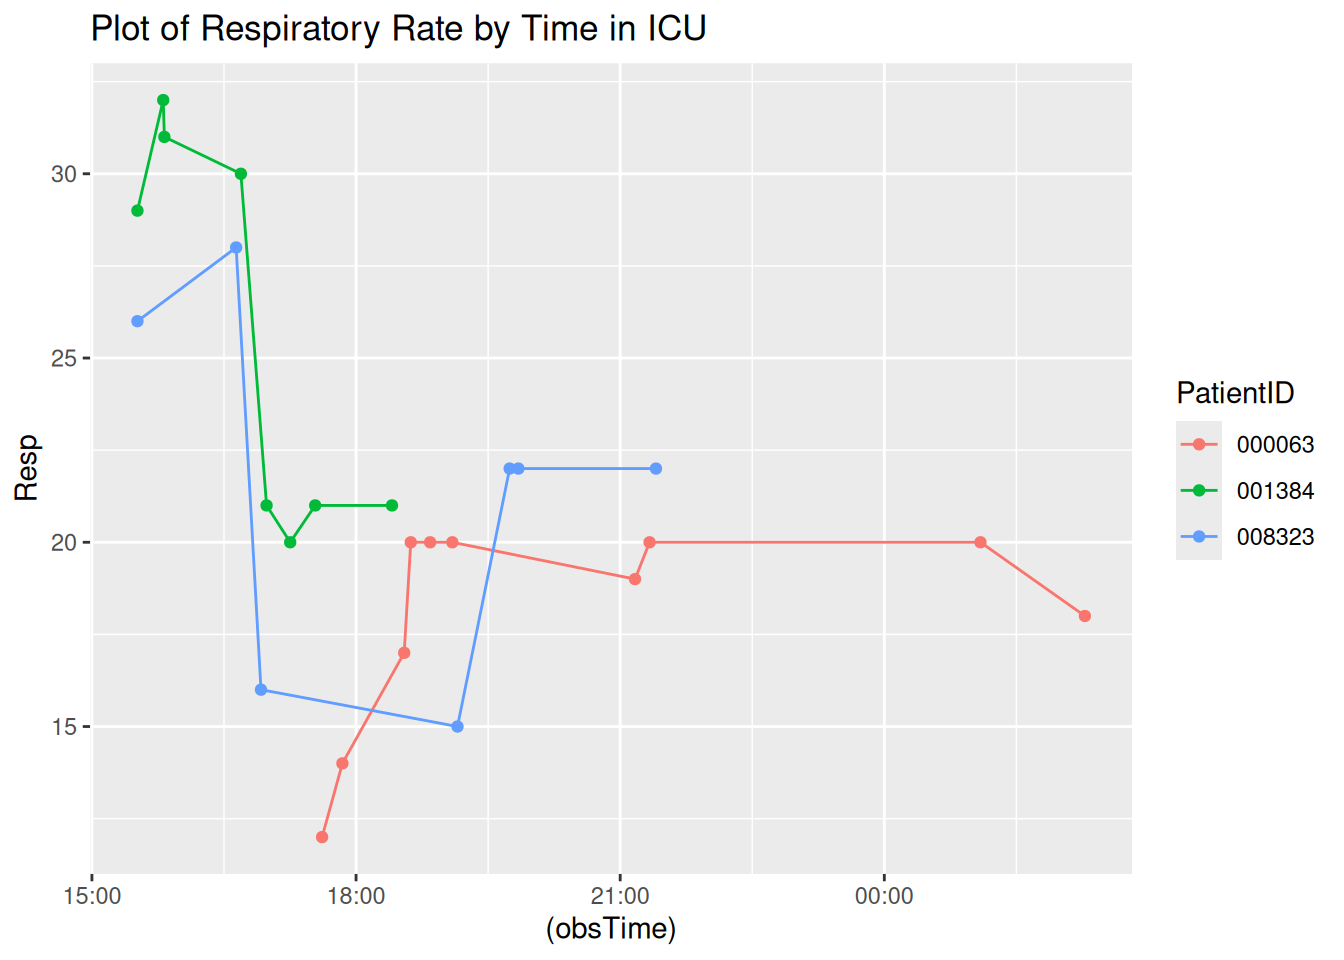 Plot of Respiratory Rate by Time in ICU
30
25
20
15
Resp
15:00 18:00 21:00 00:00
(obsTime)
PatientID
000063
001384
008323